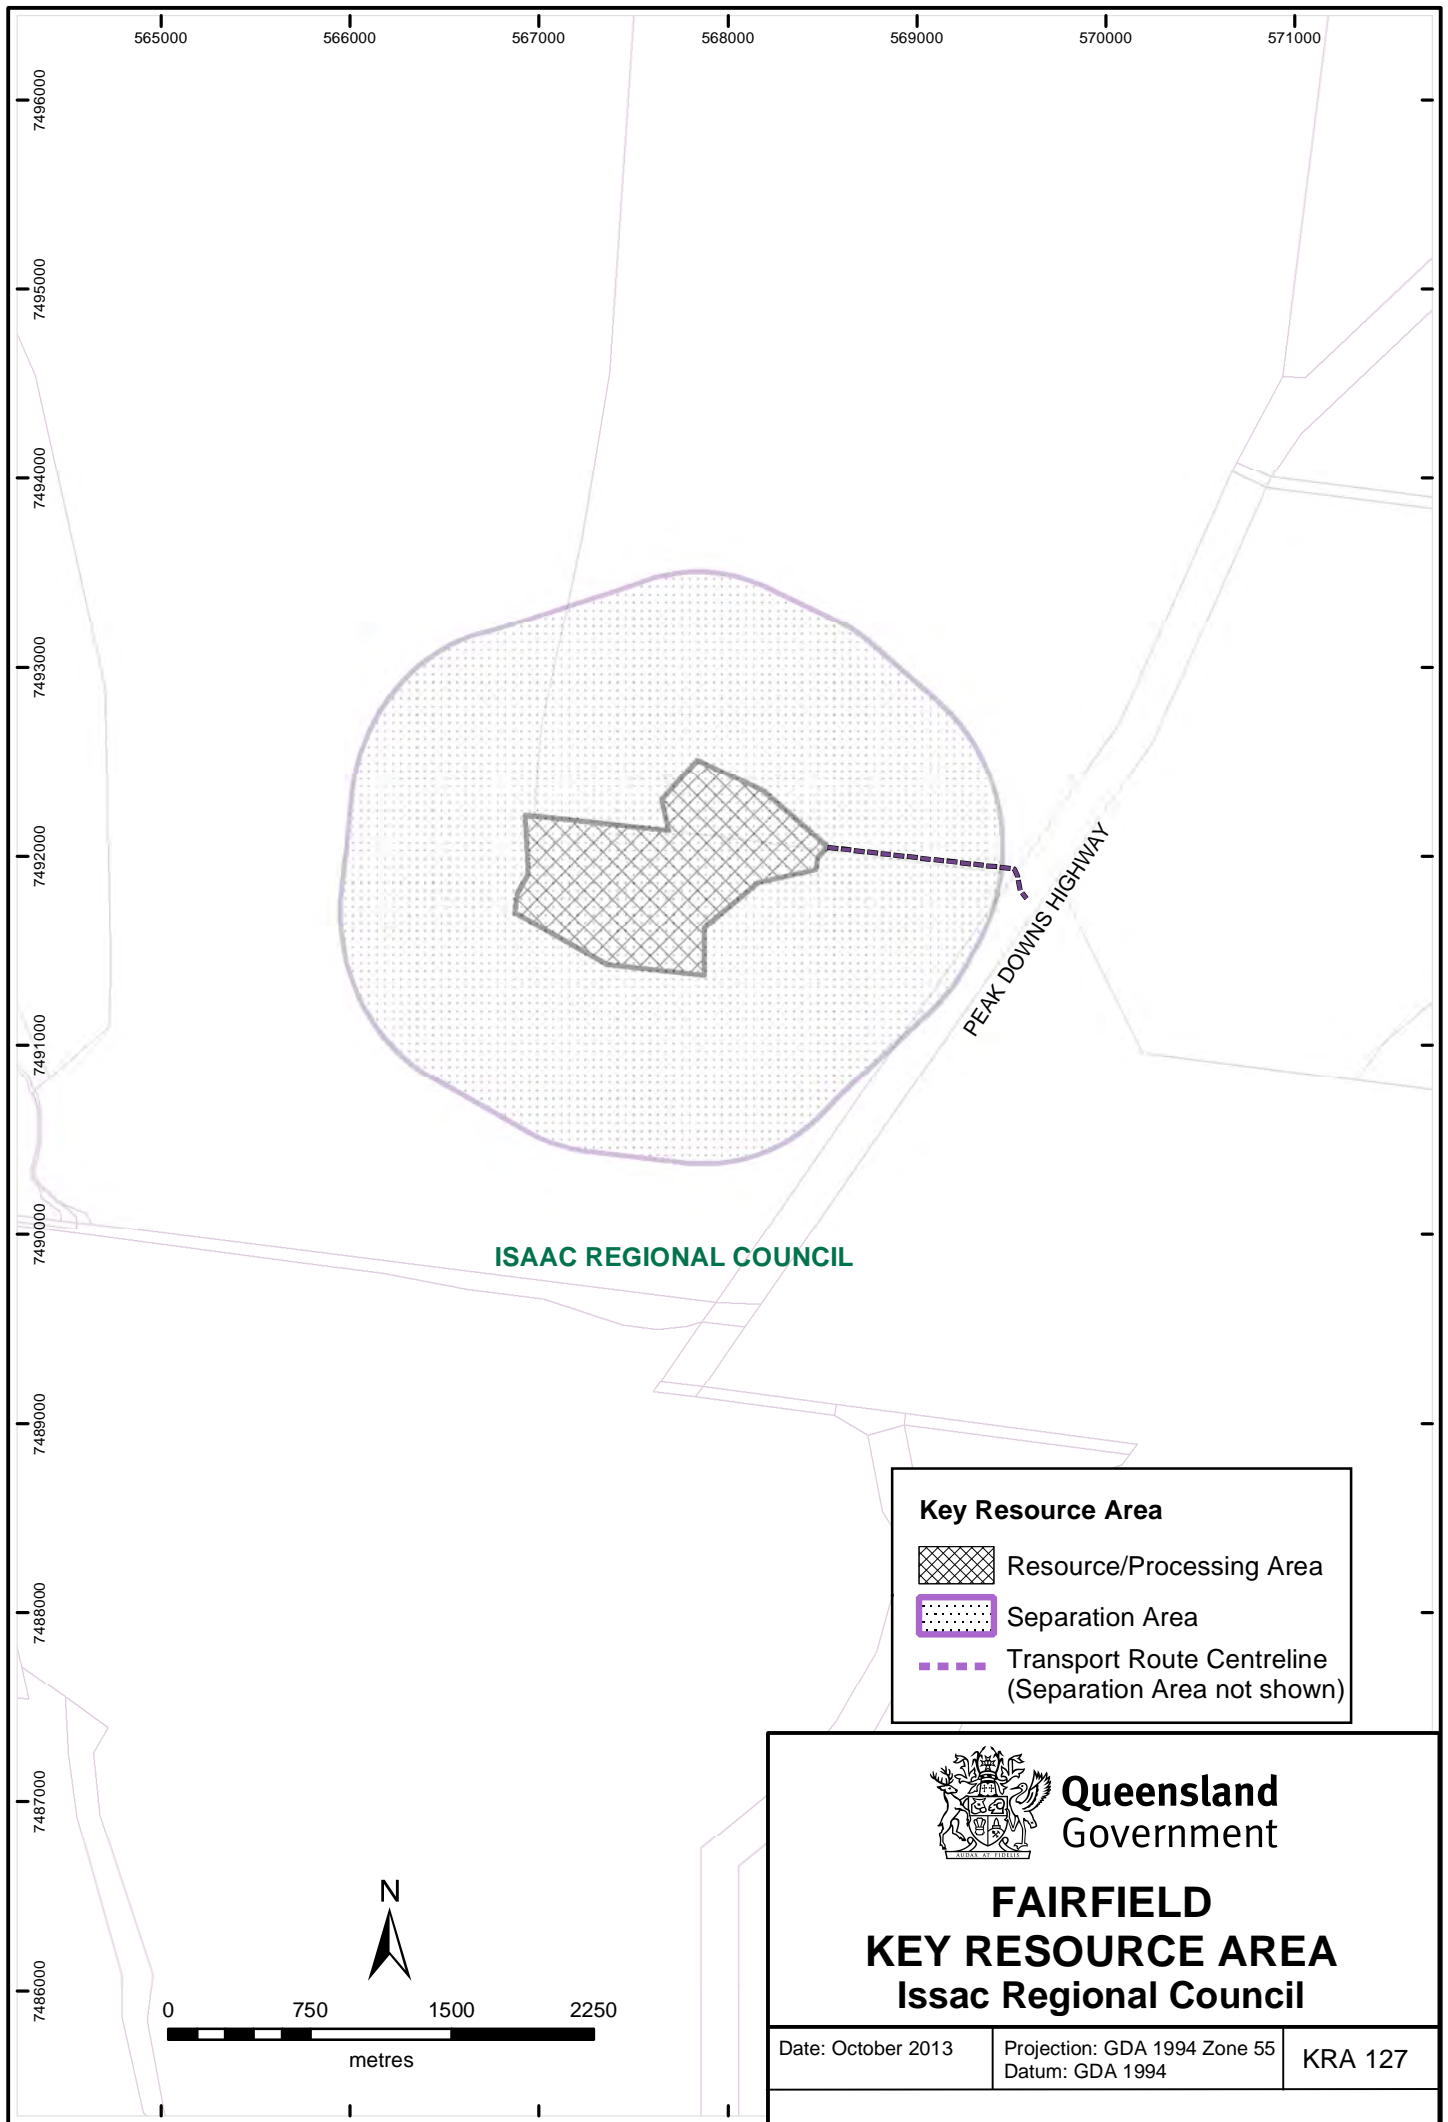 565000
566000
567000
568000
569000
570000
571000
7496000
7495000
7494000
7493000
7492000
7491000
7490000
7489000
7488000
7487000
7486000
PEAK DOWNS HIGHWAY
ISAAC REGIONAL COUNCIL
Key Resource Area
Resource/Processing Area
Separation Area
Transport Route Centreline
(Separation Area not shown)
AUDAX AT FIDELIS
Queensland
Government
FAIRFIELD
KEY RESOURCE AREA
Issac Regional Council
Date: October 2013
Projection: GDA 1994 Zone 55
Datum: GDA 1994
KRA 127
N
0 750 1500 2250
metres